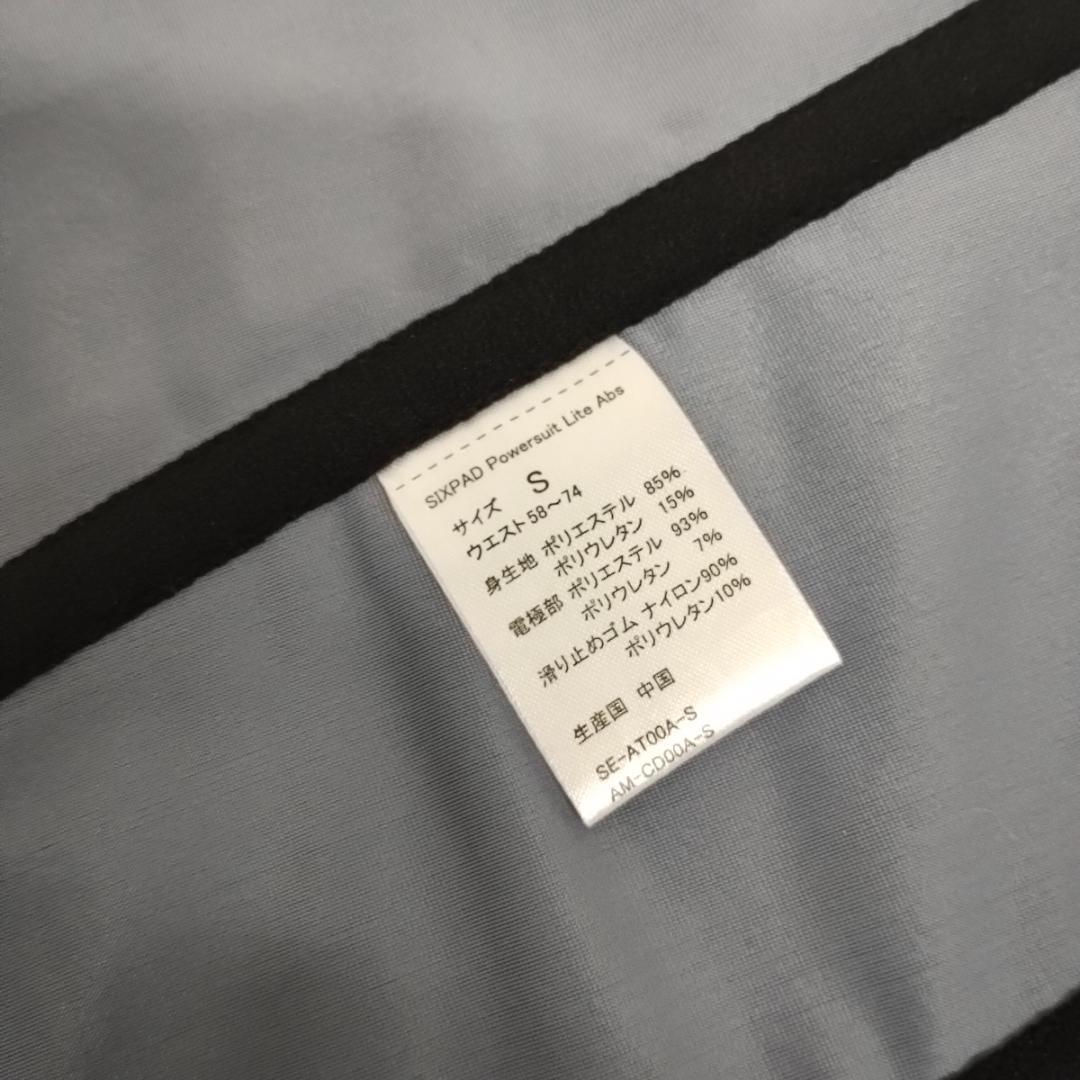 SIXPAD Powersuit Lite Abs
サイズ S
ウエスト58～74
身生地 ポリエステル 85%
ポリウレタン 15%
電極部 ポリエステル 93%
ポリウレタン 7%
滑り止めゴム ナイロン90%
ポリウレタン10%
生産国 中国
SE-AT00A-S
AM-CD00A-S